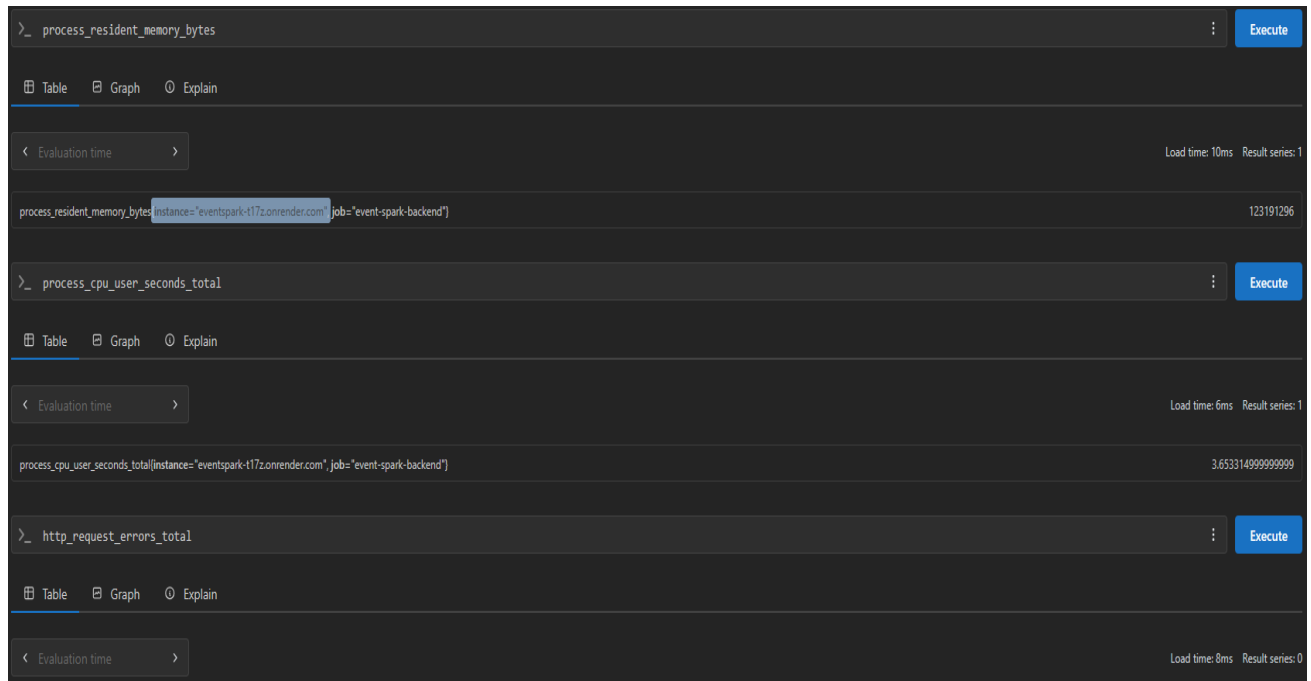 >_ process_resident_memory_bytes Execute
Table Graph Explain
Evaluation time Load time: 10ms Result series: 1
process_resident_memory_bytes{instance="eventspark-t17z.onrender.com", job="event-spark-backend"} 123191296
>_ process_cpu_user_seconds_total Execute
Table Graph Explain
Evaluation time Load time: 6ms Result series: 1
process_cpu_user_seconds_total{instance="eventspark-t17z.onrender.com", job="event-spark-backend"} 3.653314999999999
>_ http_request_errors_total Execute
Table Graph Explain
Evaluation time Load time: 8ms Result series: 0